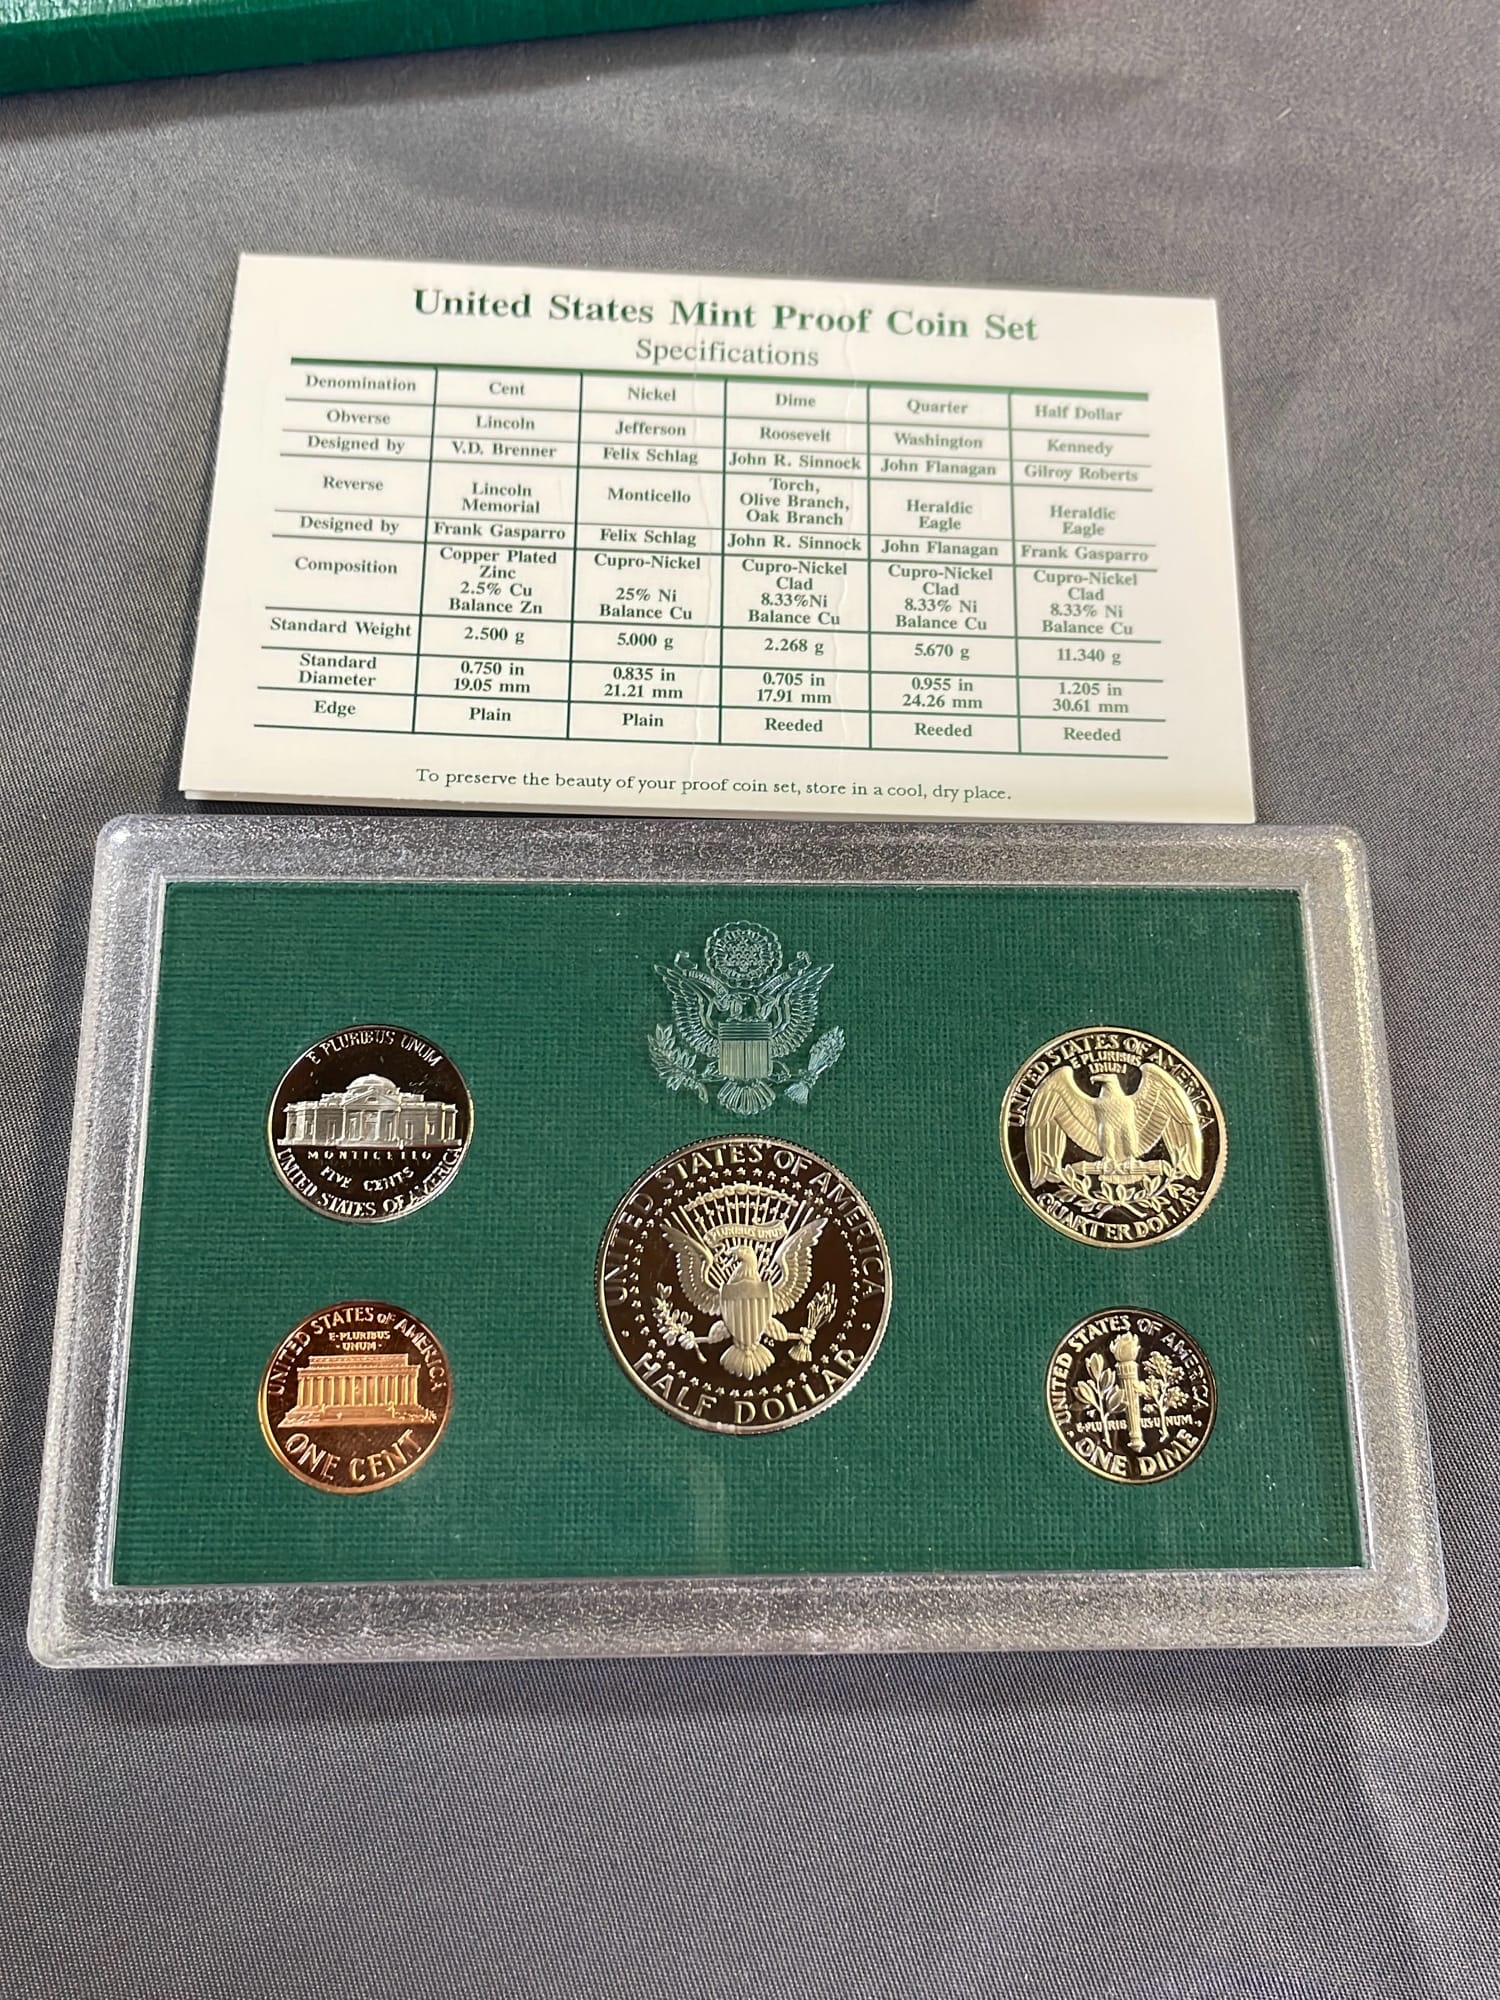 United States Mint Proof Coin Set
Specifications
Denomination Cent Nickel Dime Quarter Half Dollar
Obverse Lincoln Jefferson Roosevelt Washington Kennedy
Designed by V.D. Brenner Felix Schlag John R. Sinnock John Flanagan Gilroy Roberts
Reverse Lincoln Memorial Monticello Torch, Olive Branch, Oak Branch Heraldic Eagle Heraldic Eagle
Designed by Frank Gasparro Felix Schlag John R. Sinnock John Flanagan Frank Gasparro
Composition Copper Plated Zinc 2.5% Cu Balance Zn Cupro-Nickel 25% Ni Balance Cu Cupro-Nickel Clad 8.33%Ni Balance Cu Cupro-Nickel Clad 8.33% Ni Balance Cu Cupro-Nickel Clad 8.33% Ni Balance Cu
Standard Weight 2.500 g 5.000 g 2.268 g 5.670 g 11.340 g
Standard Diameter 0.750 in 19.05 mm 0.835 in 21.21 mm 0.705 in 17.91 mm 0.955 in 24.26 mm 1.205 in 30.61 mm
Edge Plain Plain Reeded Reeded Reeded
To preserve the beauty of your proof coin set, store in a cool, dry place.
E PLURIBUS UNUM
MONTICELLO
FIVE CENTS
UNITED STATES OF AMERICA
UNITED STATES OF AMERICA
E PLURIBUS
UNUM
QUARTER DOLLAR
UNITED STATES OF AMERICA
E PLURIBUS UNUM
HALF DOLLAR
UNITED STATES OF AMERICA
E·PLURIBUS
·UNUM·
ONE CENT
UNITED STATES OF AMERICA
E·PLURIBUS·UNUM
·ONE DIME·